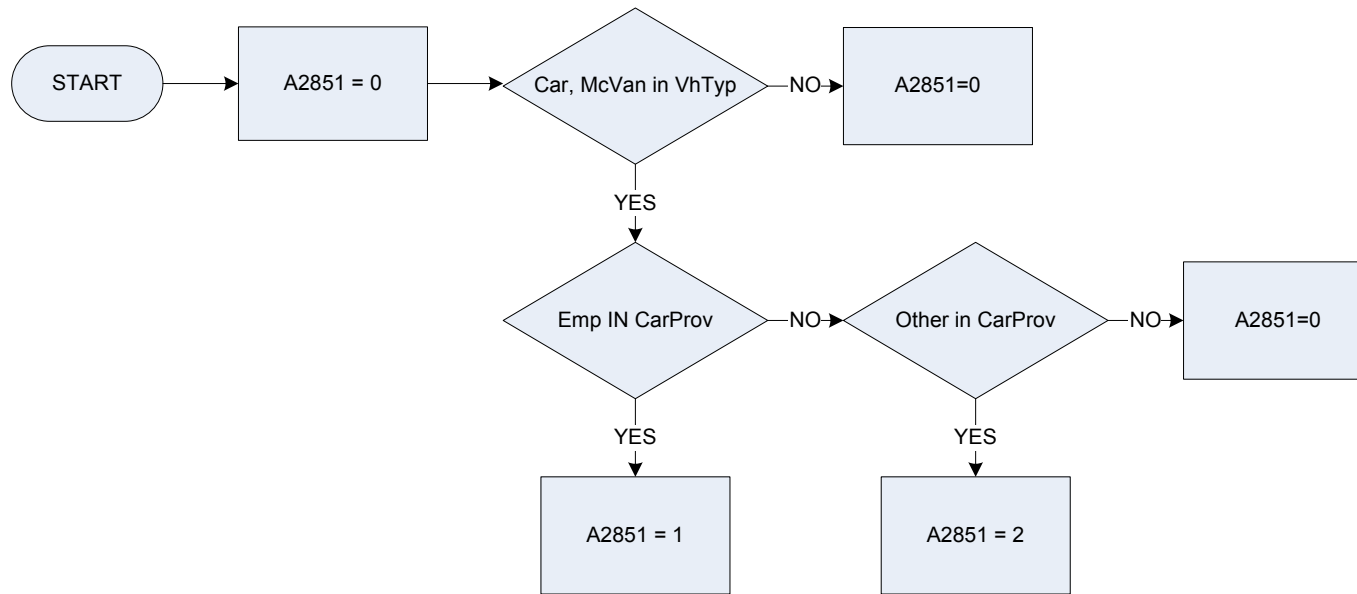 START
A2851 = 0
Car, McVan in VhTyp
NO
A2851=0
YES
Emp IN CarProv
NO
Other in CarProv
NO
A2851=0
YES
YES
A2851 = 1
A2851 = 2